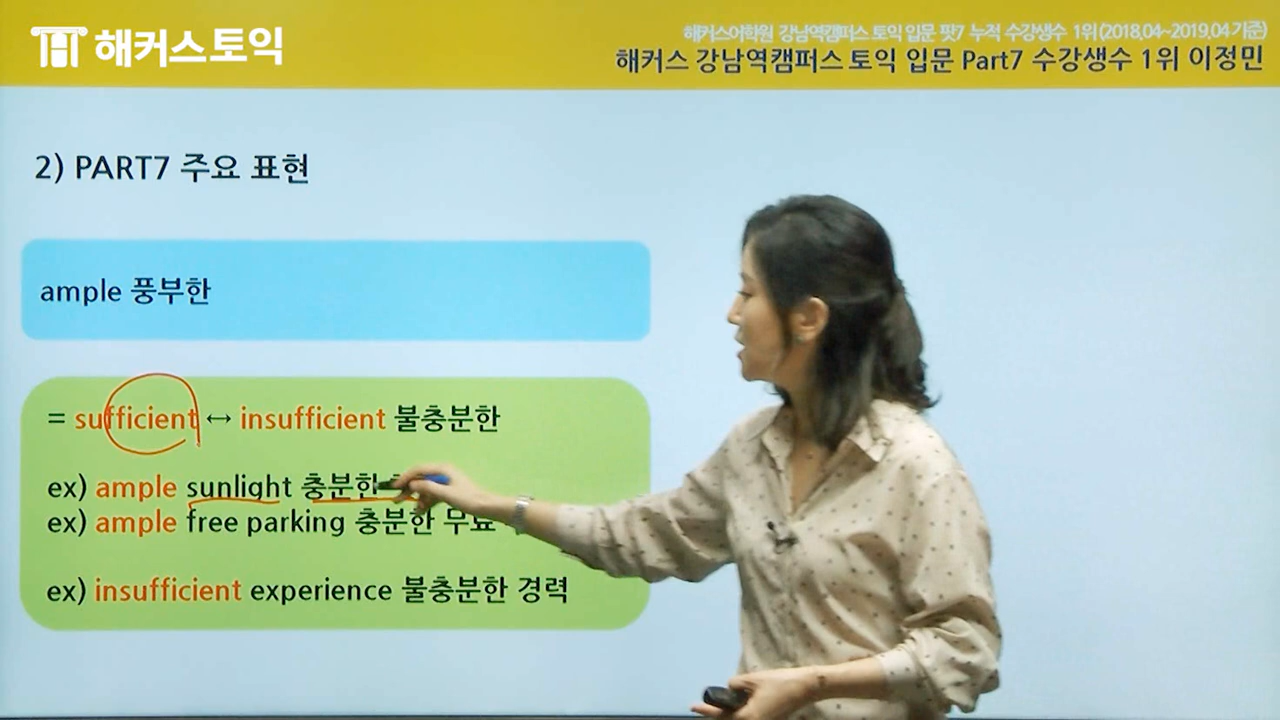 해커스토익
해커스어학원 강남역캠퍼스 토익 입문 팟7 누적 수강생수 1위(2018.04~2019.04 기준)
해커스 강남역캠퍼스 토익 입문 Part7 수강생수 1위 이정민
2) PART7 주요 표현
ample 풍부한
= sufficient ↔ insufficient 불충분한
ex) ample sunlight 충분한
ex) ample free parking 충분한 무료
ex) insufficient experience 불충분한 경력